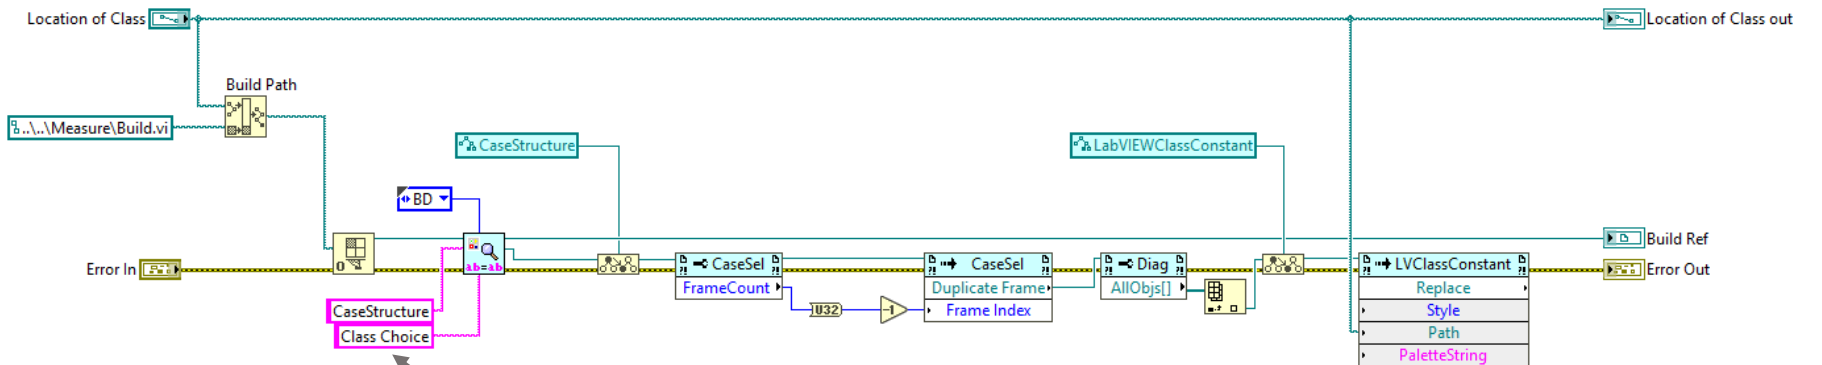 Location of Class
Location of Class out
Build Path
..\..\Measure\Build.vi
CaseStructure
LabVIEWClassConstant
BD
ab=ab
Build Ref
Error In
CaseSel
FrameCount
U32
-1
CaseSel
Duplicate Frame
Frame Index
Diag
AllObjs[]
LVClassConstant
Replace
Style
Path
PaletteString
Error Out
CaseStructure
Class Choice